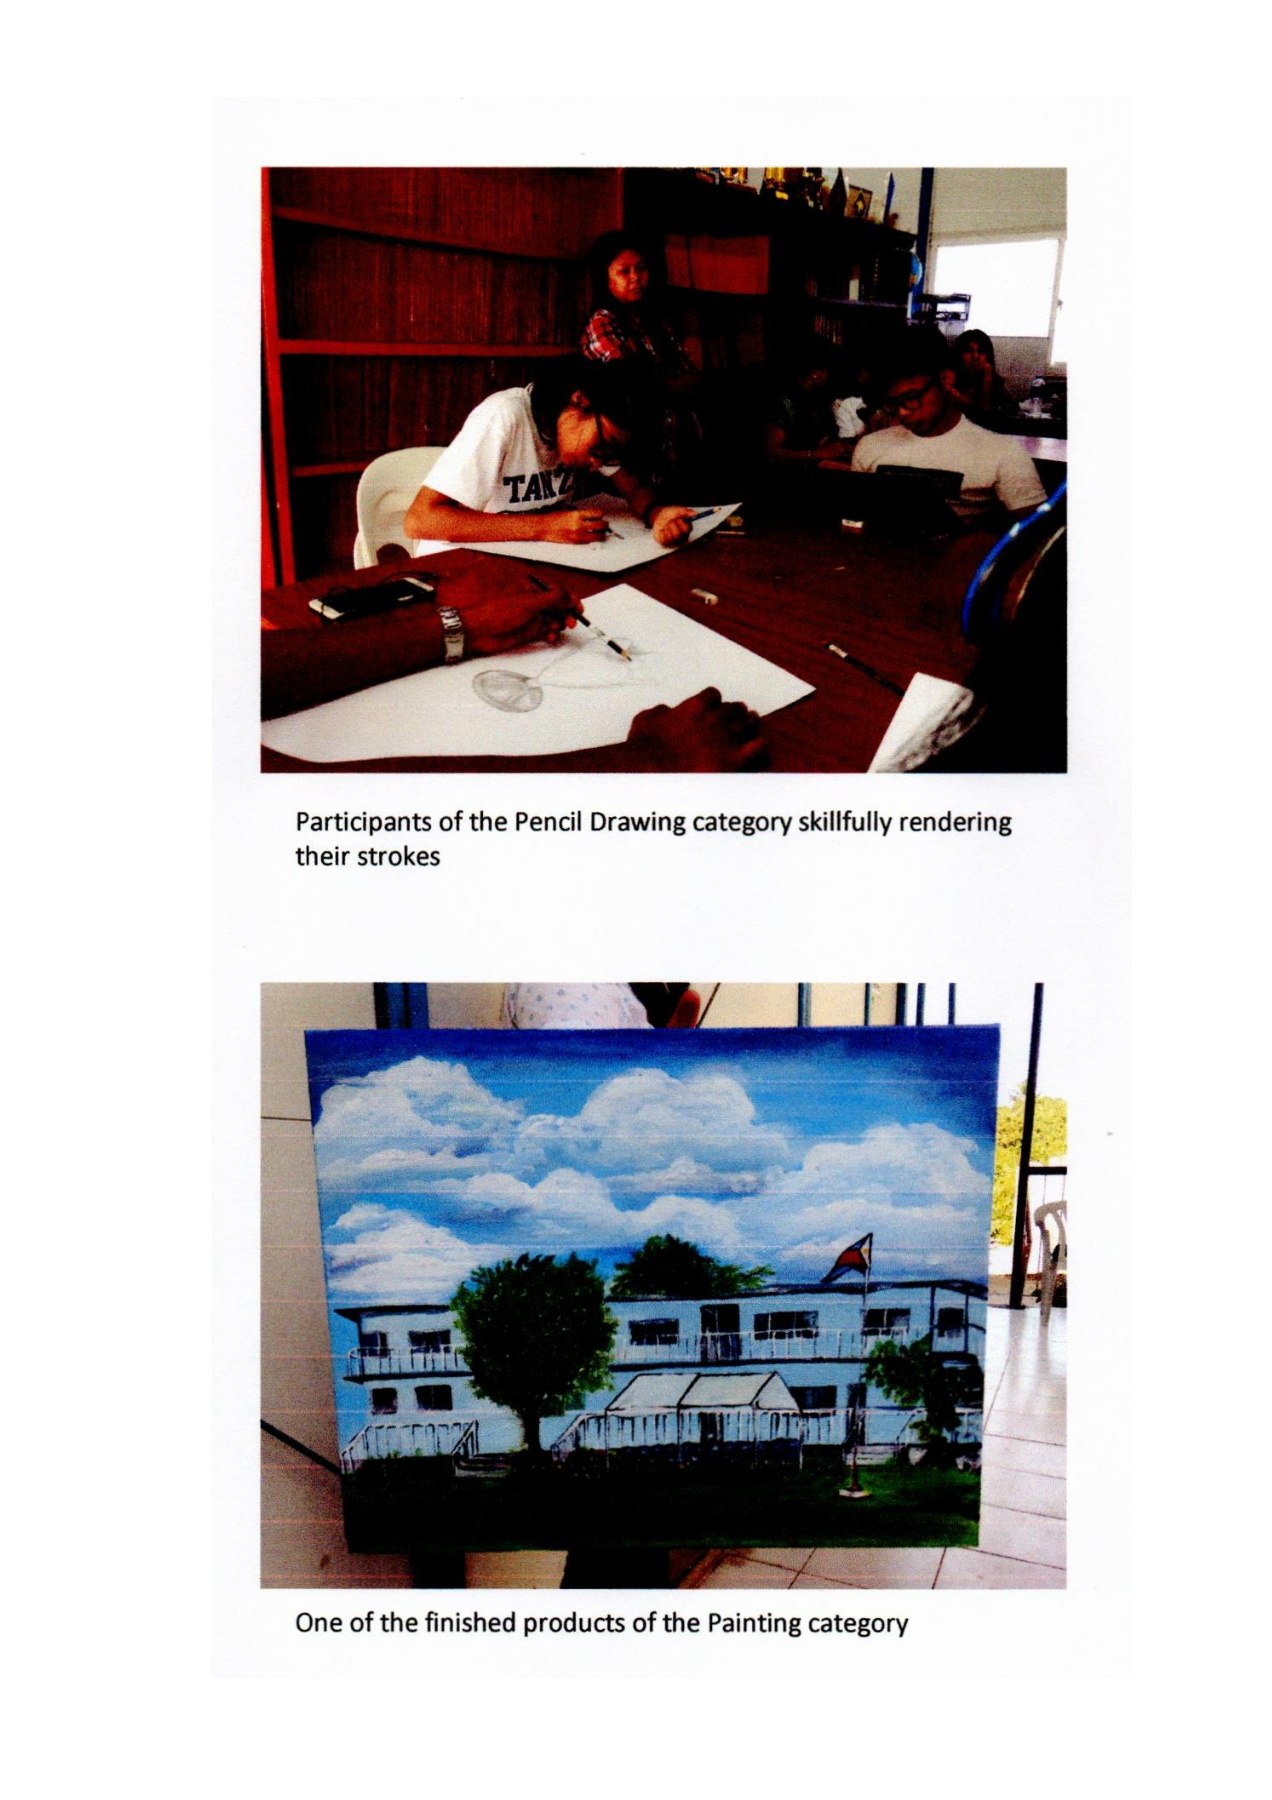 TAN
Participants of the Pencil Drawing category skillfully rendering
their strokes
One of the finished products of the Painting category